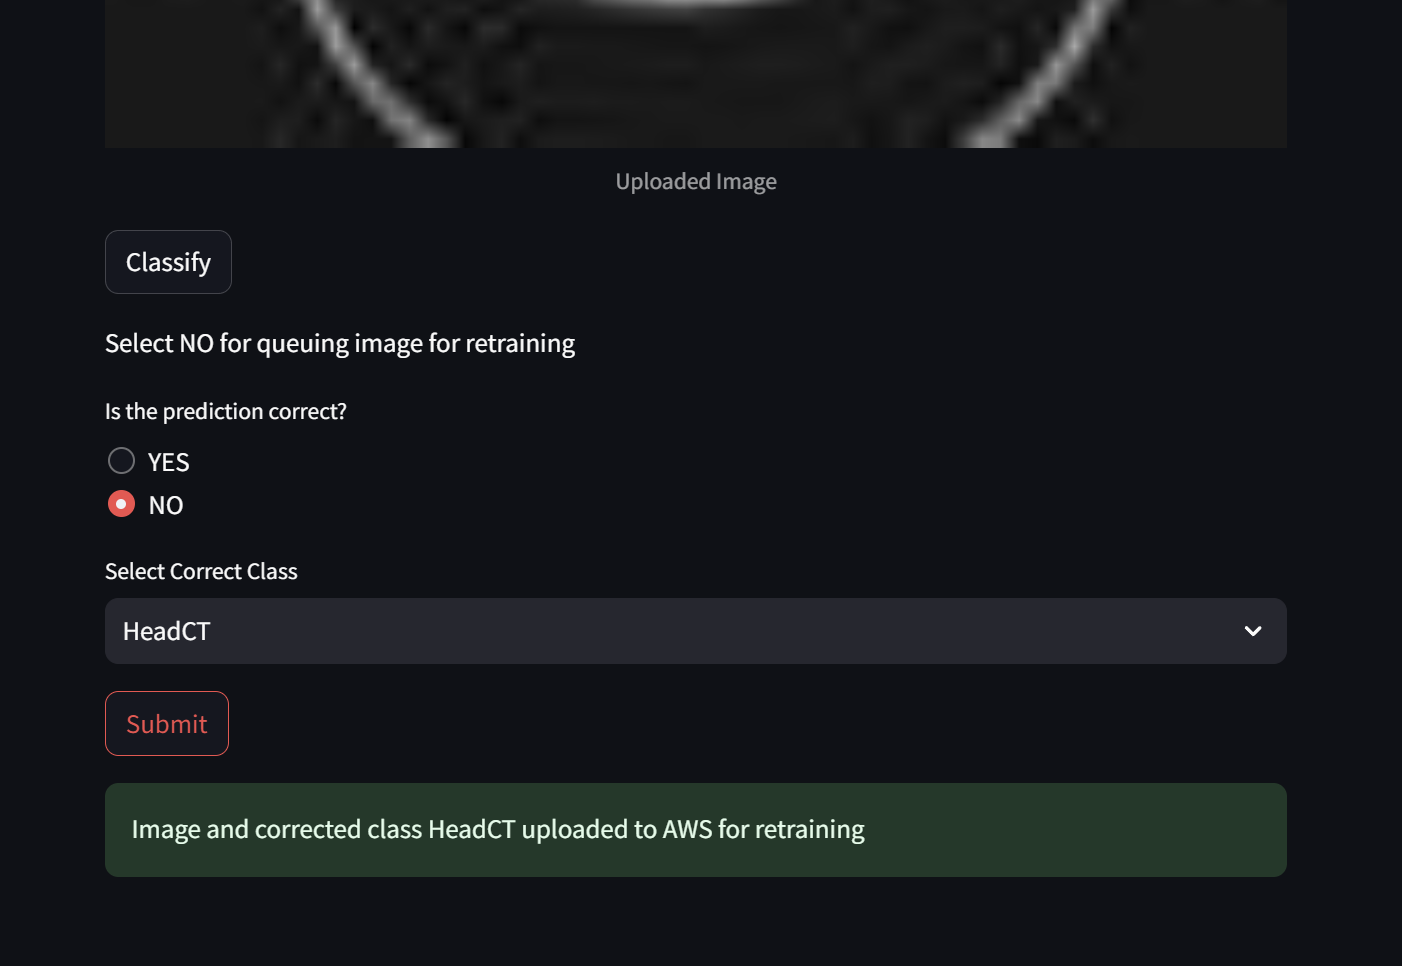 Uploaded Image
Classify
Select NO for queuing image for retraining
Is the prediction correct?
YES
NO
Select Correct Class
HeadCT
Submit
Image and corrected class HeadCT uploaded to AWS for retraining